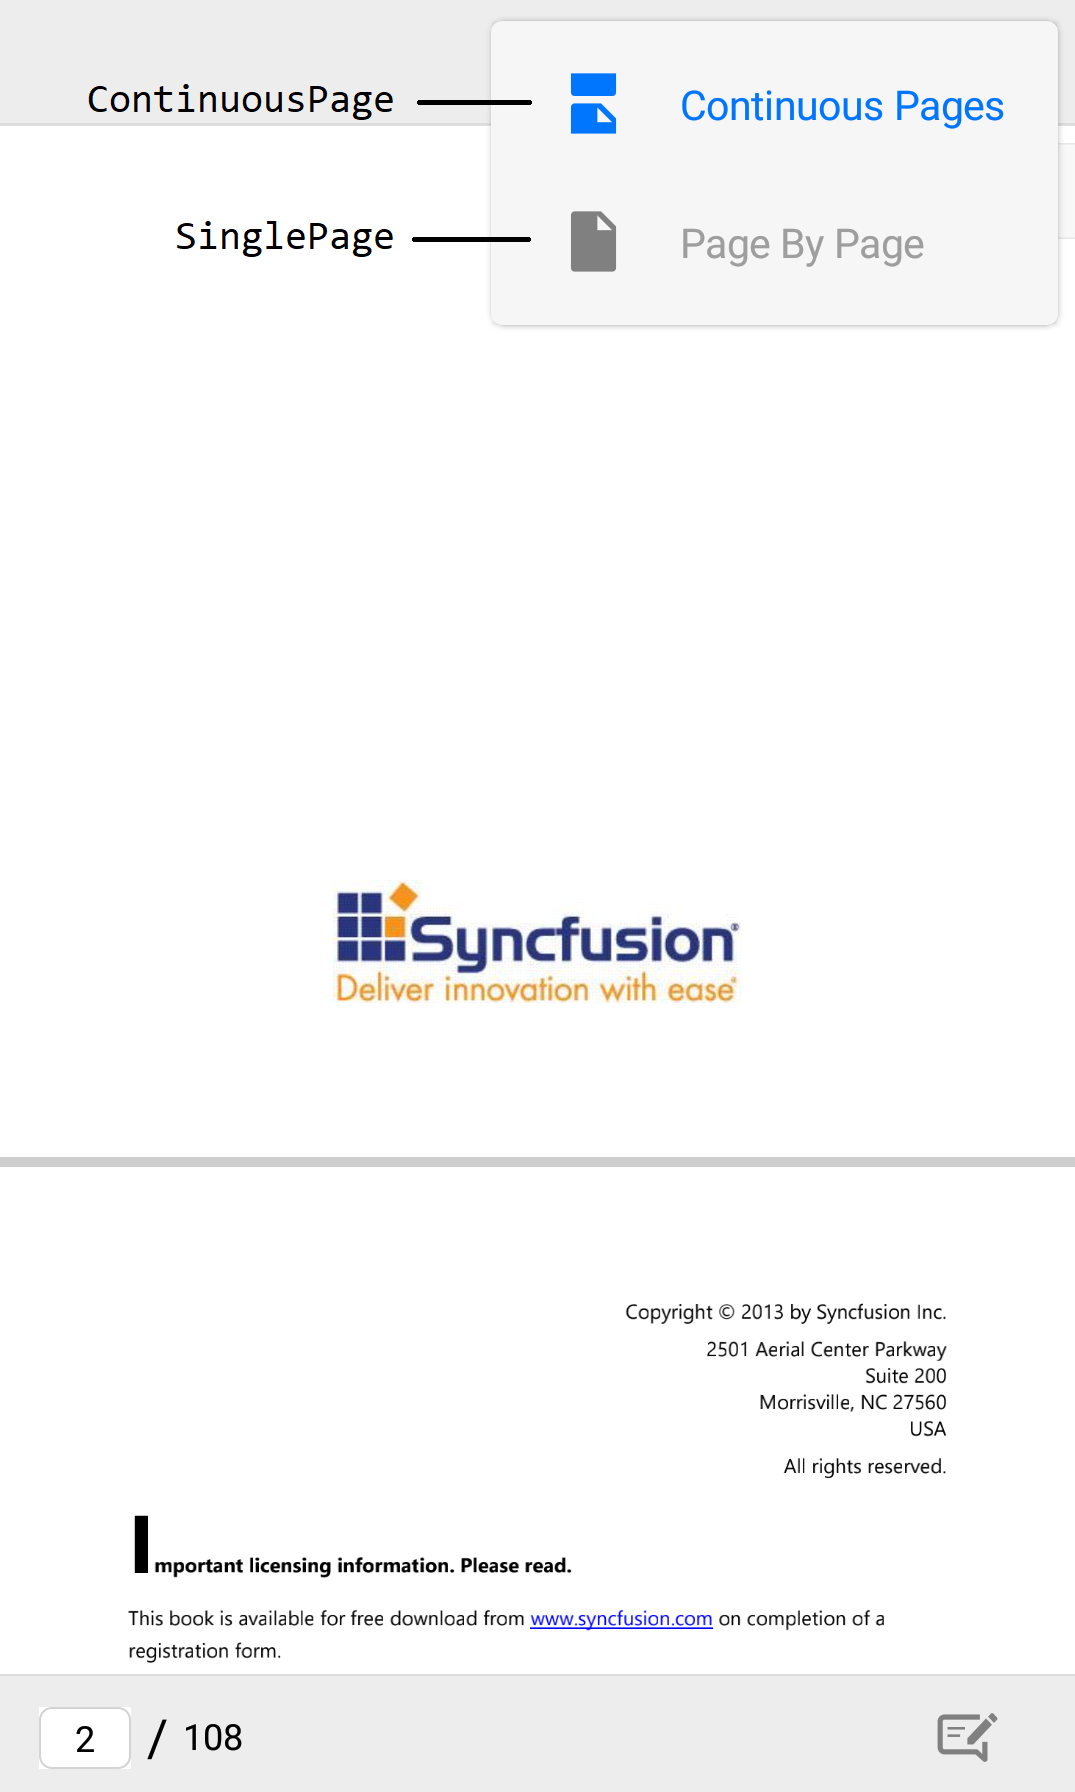 ContinuousPage
Continuous Pages
SinglePage
Page By Page
Syncfusion®
Deliver innovation with ease®
Copyright © 2013 by Syncfusion Inc.
2501 Aerial Center Parkway
Suite 200
Morrisville, NC 27560
USA
All rights reserved.
Important licensing information. Please read.
This book is available for free download from www.syncfusion.com on completion of a
registration form.
2 / 108